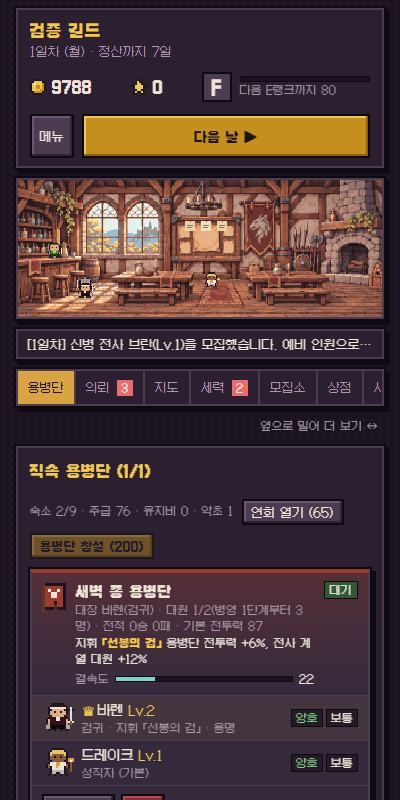 검증 길드
1일차 (월) · 정산까지 7일
9788
0
F
다음 E랭크까지 80
메뉴
다음 날 ▶
[1일차] 신병 전사 브란(Lv.1)을 모집했습니다. 예비 인원으로…
용병단
의뢰 3
지도
세력 2
모집소
상점
옆으로 밀어 더 보기 ↔
직속 용병단 (1/1)
숙소 2/9 · 주급 76 · 유지비 0 · 약초 1
연회 열기 (65)
용병단 창설 (200)
새벽 종 용병단
대기
대장 비렌(검귀) · 대원 1/2(병영 1단계부터 3
명) · 전적 0승 0패 · 기본 전투력 87
지휘 「선봉의 검」 용병단 전투력 +6%, 전사 계
열 대원 +12%
결속도
22
♛비렌 Lv.2
양호 보통
검귀 · 지휘 「선봉의 검」 · 용명
드레이크 Lv.1
양호 보통
성직자 (기본)